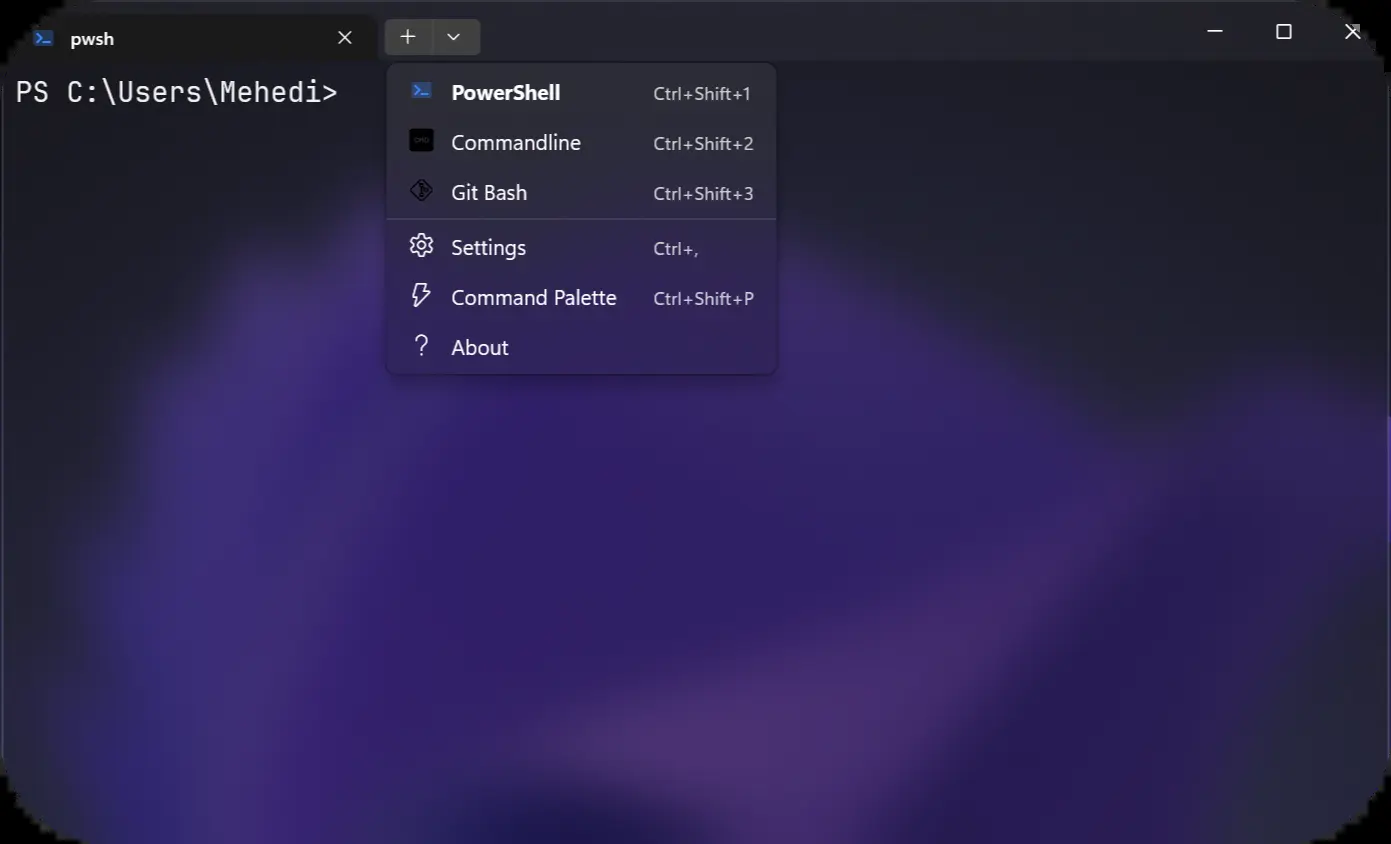 pwsh
PS C:\Users\Mehedi>
PowerShell Ctrl+Shift+1
CMD
Commandline Ctrl+Shift+2
Git Bash Ctrl+Shift+3
Settings Ctrl+,
Command Palette Ctrl+Shift+P
About